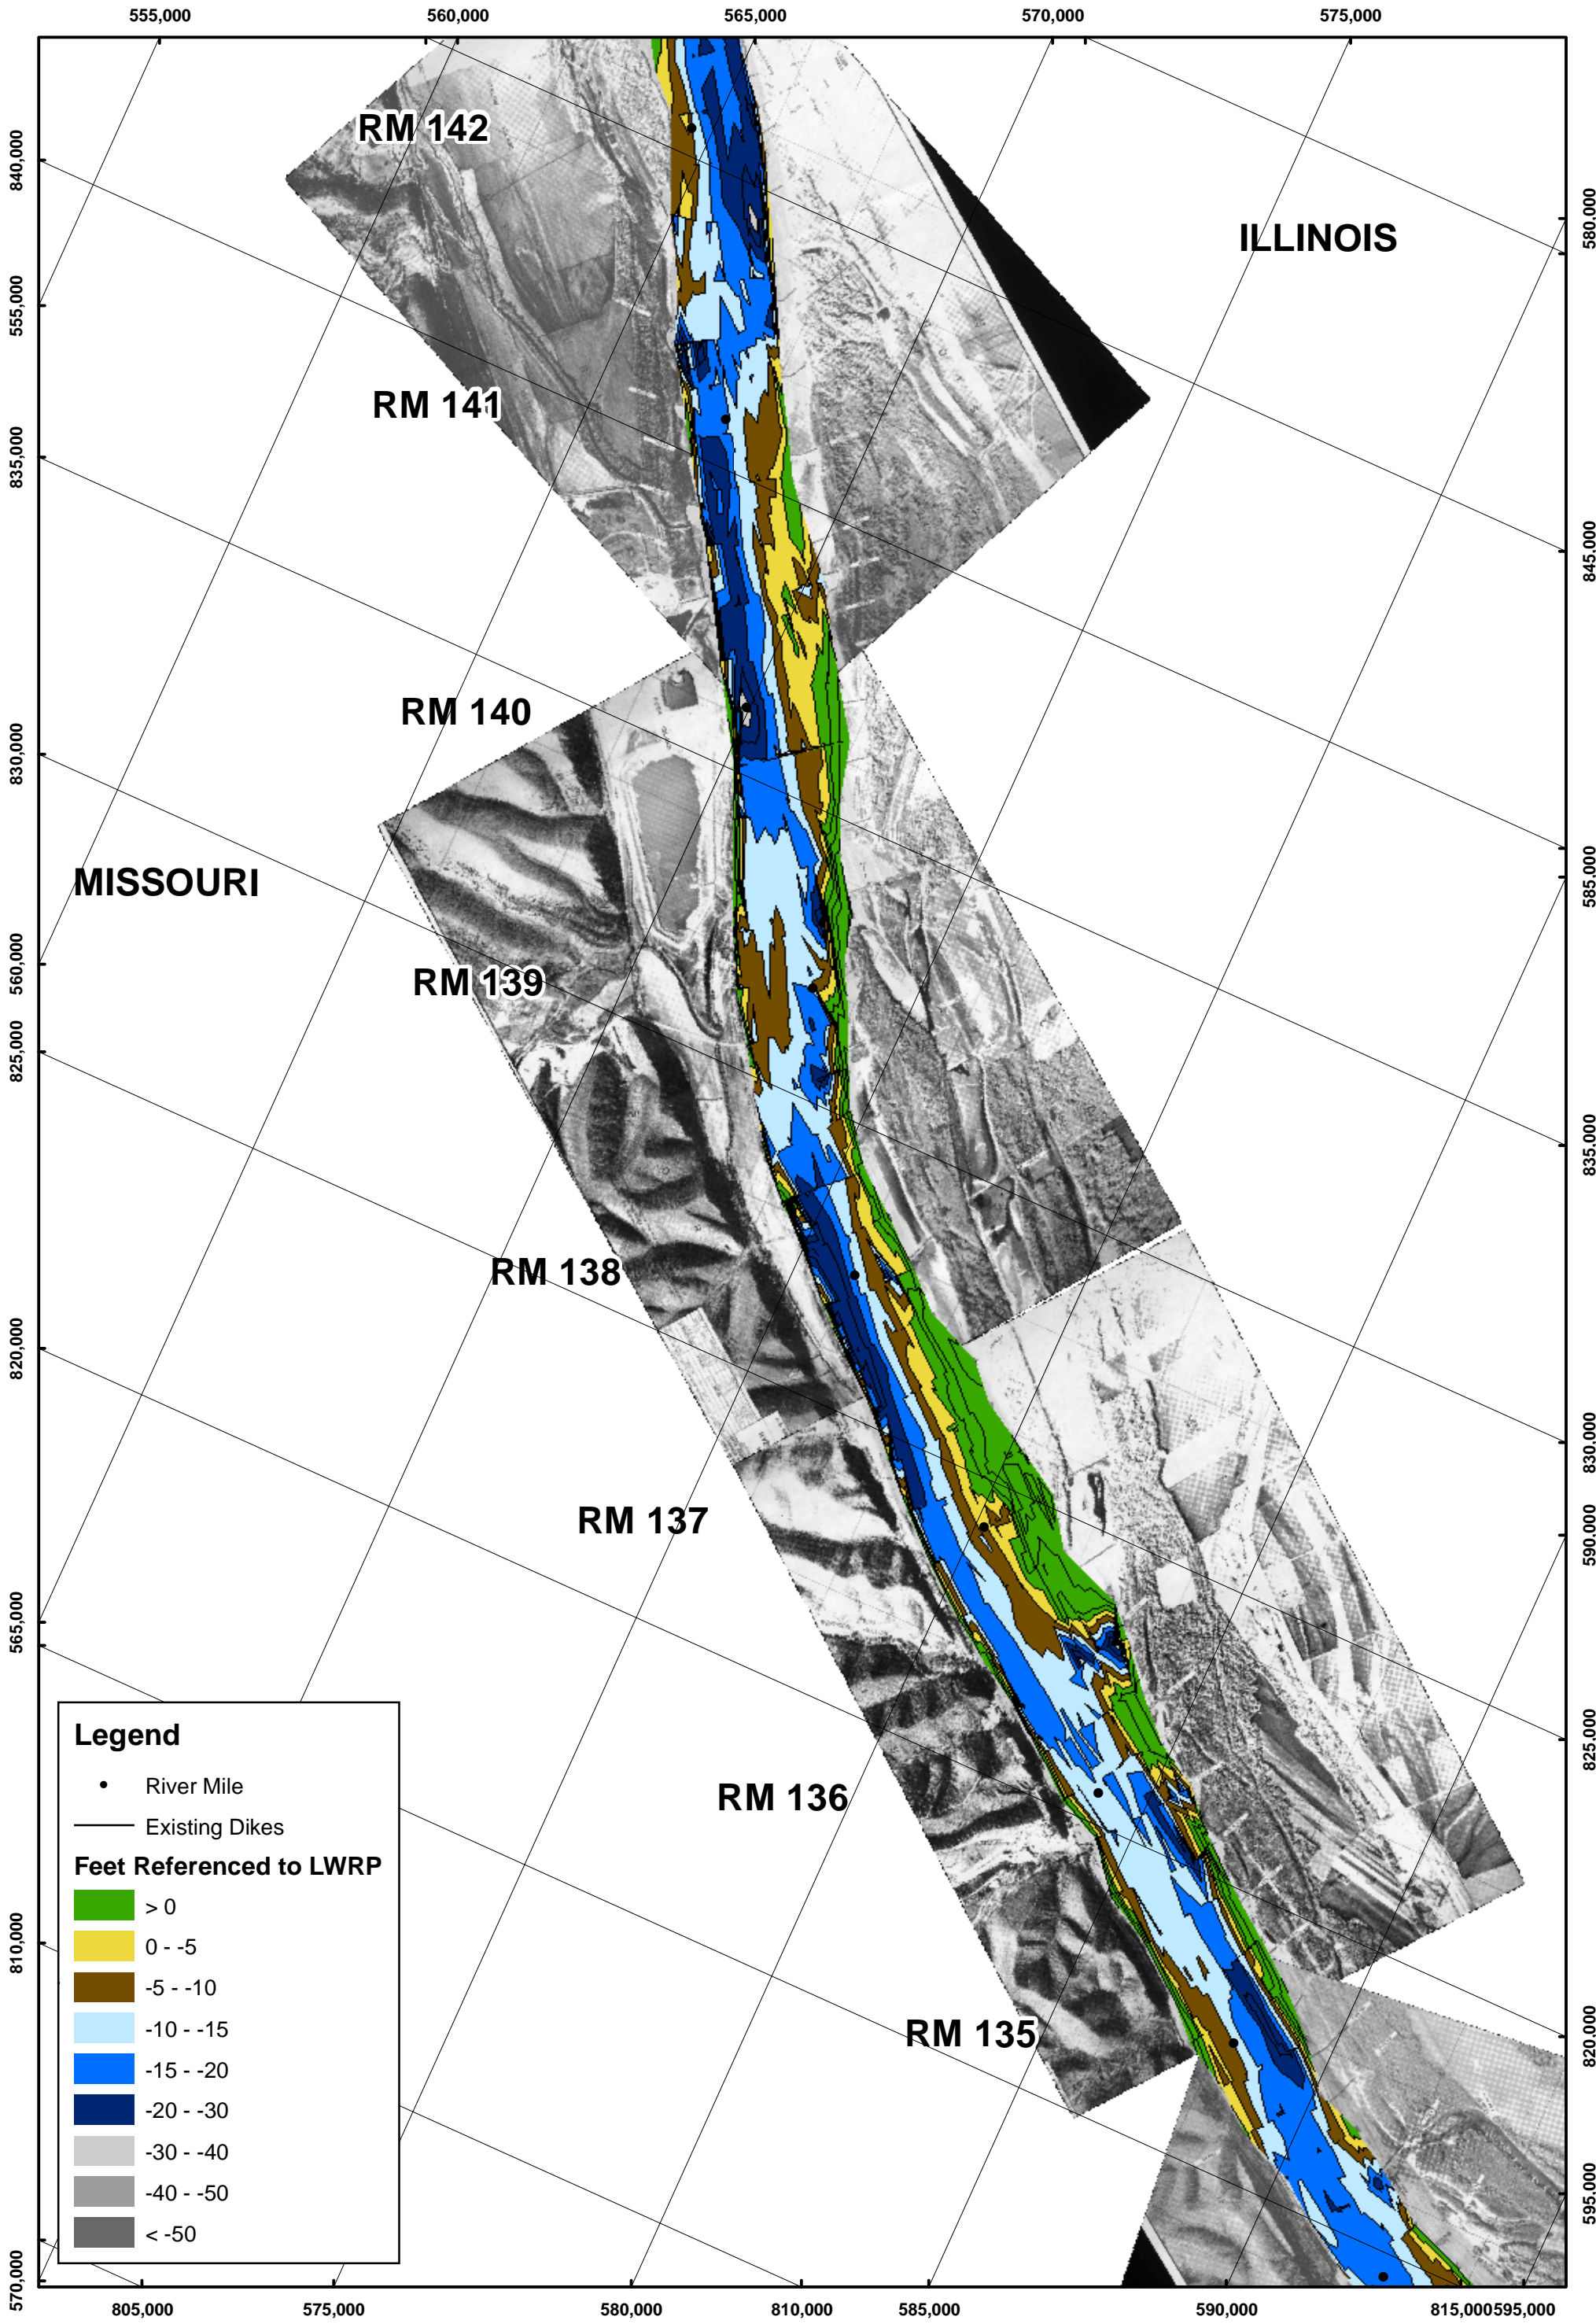 555,000
560,000
565,000
570,000
575,000
840,000
555,000
835,000
830,000
560,000
825,000
820,000
565,000
810,000
570,000
RM 142
ILLINOIS
RM 141
RM 140
MISSOURI
RM 139
RM 138
RM 137
RM 136
RM 135
580,000
845,000
585,000
835,000
830,000
590,000
825,000
820,000
595,000
Legend
River Mile
Existing Dikes
Feet Referenced to LWRP
> 0
0 - -5
-5 - -10
-10 - -15
-15 - -20
-20 - -30
-30 - -40
-40 - -50
< -50
805,000
575,000
580,000
810,000
585,000
590,000
815,000
595,000